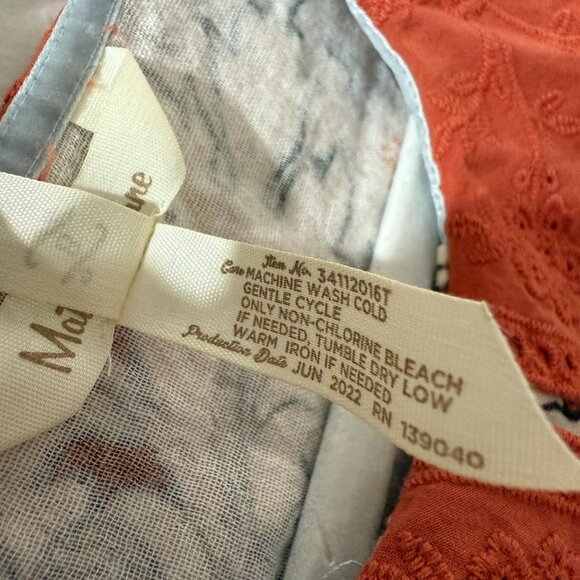 Item No. 34112016T
Care MACHINE WASH COLD
GENTLE CYCLE
ONLY NON-CHLORINE BLEACH
IF NEEDED, TUMBLE DRY LOW
WARM IRON IF NEEDED
Production Date JUN 2022 RN 139040